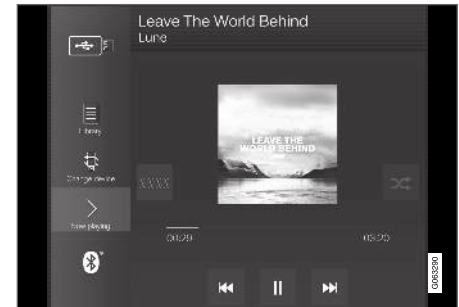 Leave The World Behind
Lune
Library
Change device
Now playing
LEAVE THE
WORLD BEHIND
XXXX
00:29
03:20
G063290